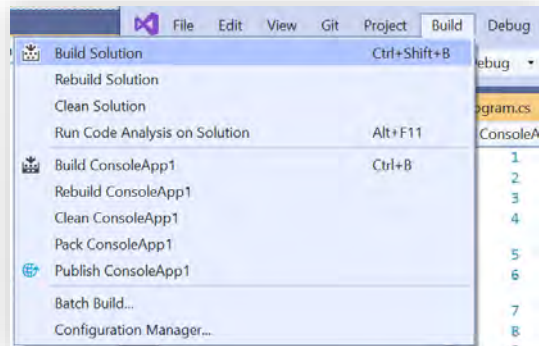 File Edit View Git Project Build Debug
Build Solution Ctrl+Shift+B
ebug
Rebuild Solution
Clean Solution
ogram.cs
Run Code Analysis on Solution Alt+F11
ConsoleA
1
Build ConsoleApp1 Ctrl+B
2
Rebuild ConsoleApp1
3
Clean ConsoleApp1
4
Pack ConsoleApp1
5
Publish ConsoleApp1
6
Batch Build...
7
Configuration Manager...
8